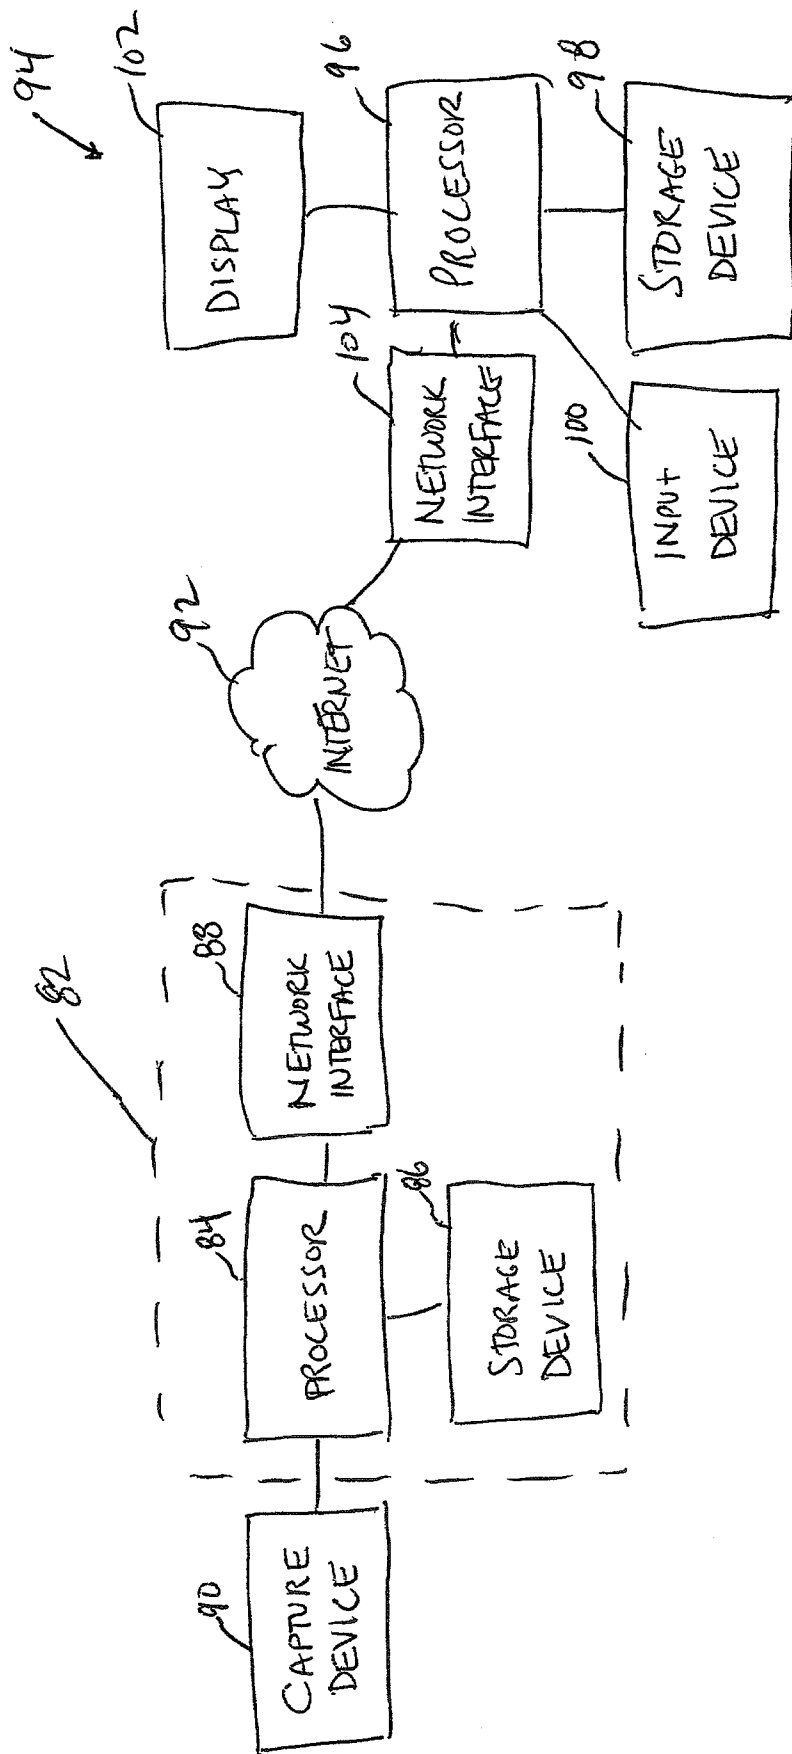 90
CAPTURE
DEVICE
82
84
PROCESSOR
86
STORAGE
DEVICE
88
NETWORK
INTERFACE
92
INTERNET
104
NETWORK
INTERFACE
94
102
DISPLAY
96
PROCESSOR
98
STORAGE
DEVICE
100
INPUT
DEVICE